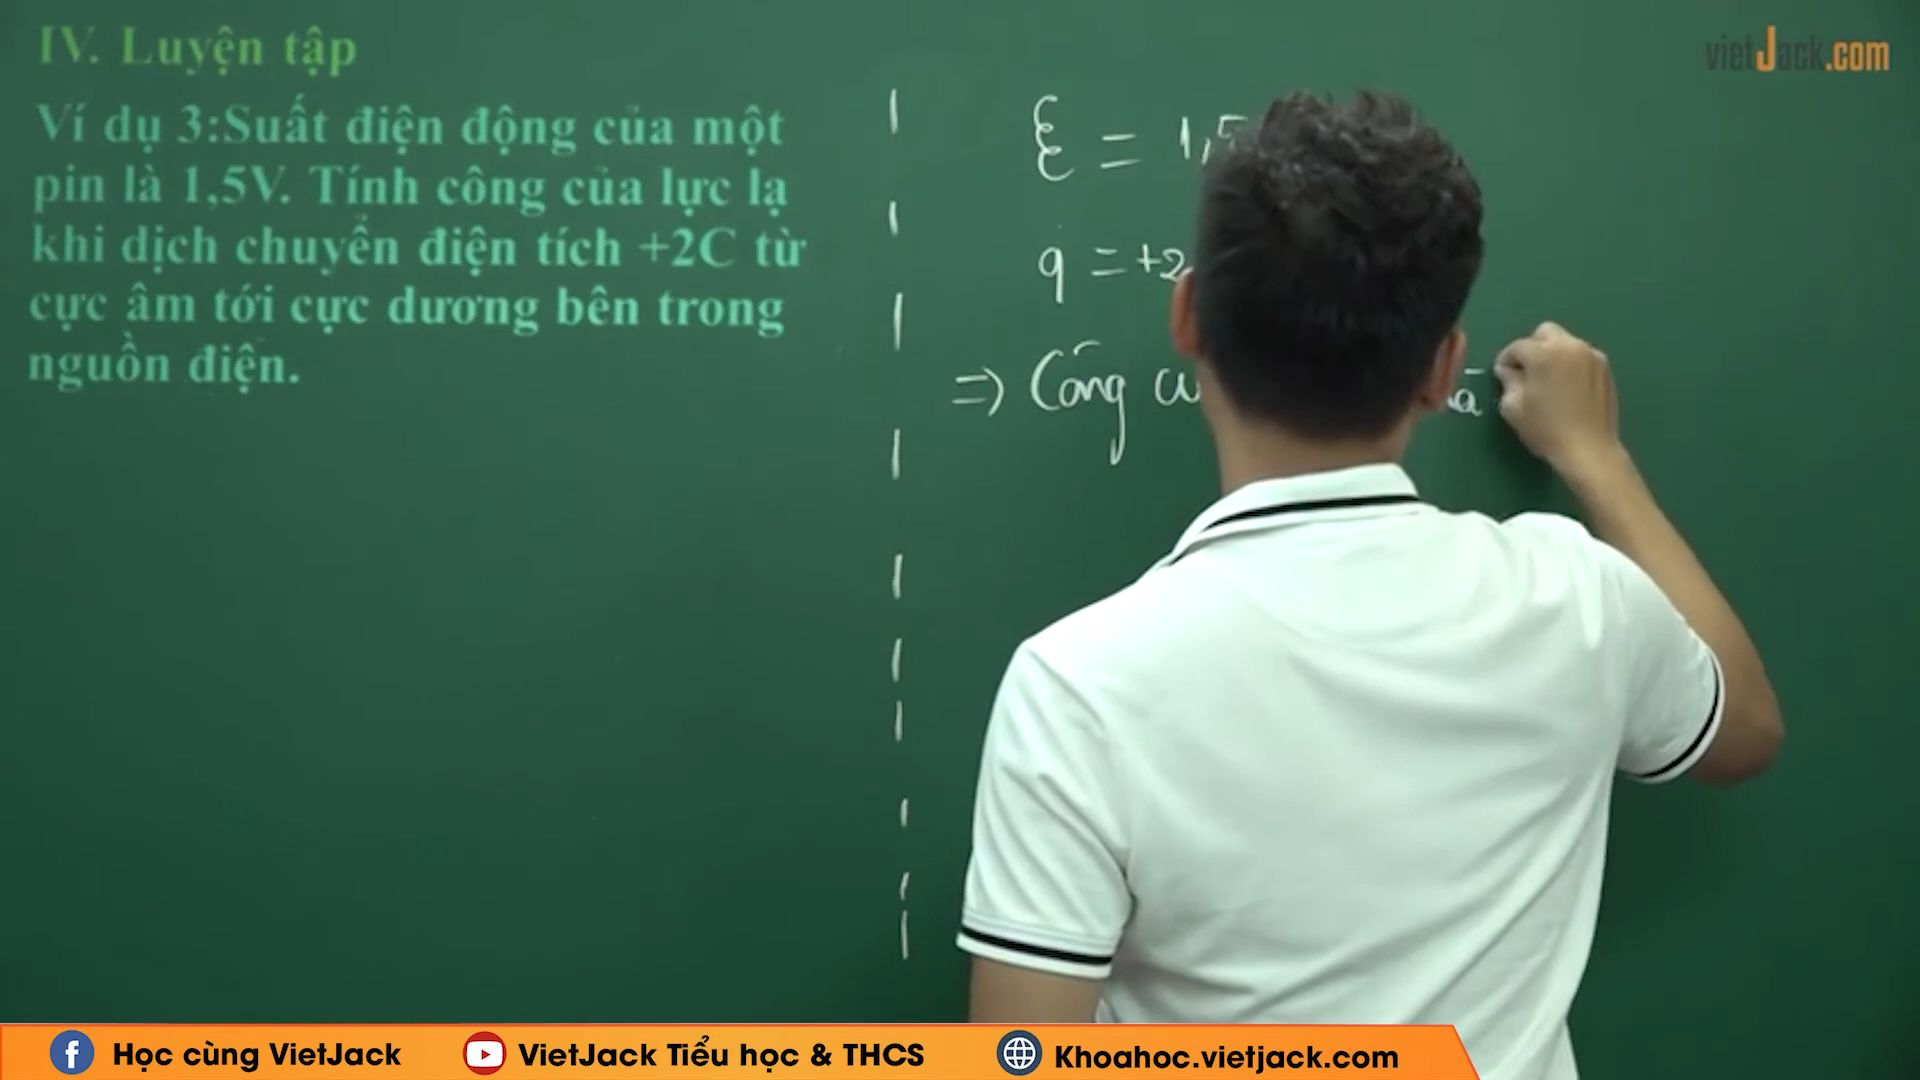 IV. Luyện tập
vietJack.com
Ví dụ 3:Suất điện động của một
pin là 1,5V. Tính công của lực lạ
khi dịch chuyển điện tích +2C từ
cực âm tới cực dương bên trong
nguồn điện.
ℰ = 1,5
q = +2
=> Công
Học cùng VietJack
VietJack Tiểu học & THCS
Khoahoc.vietjack.com